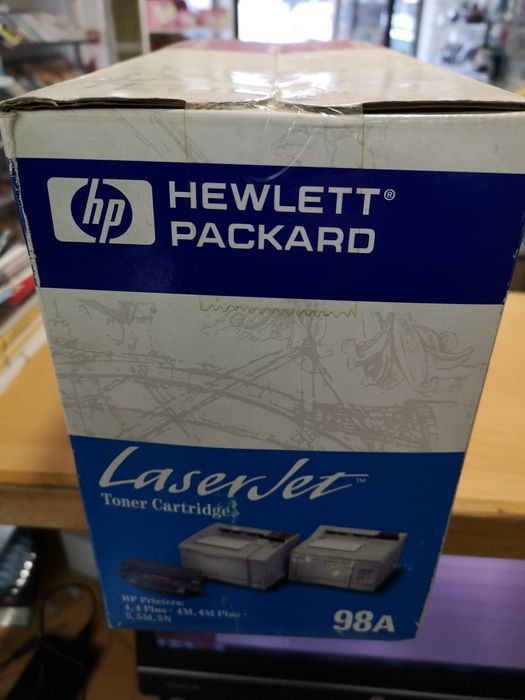 hp
HEWLETT®
PACKARD
LaserJet™
Toner Cartridge
HP Printers:
4, 4 Plus · 4M, 4M Plus ·
5, 5M, 5N
98A